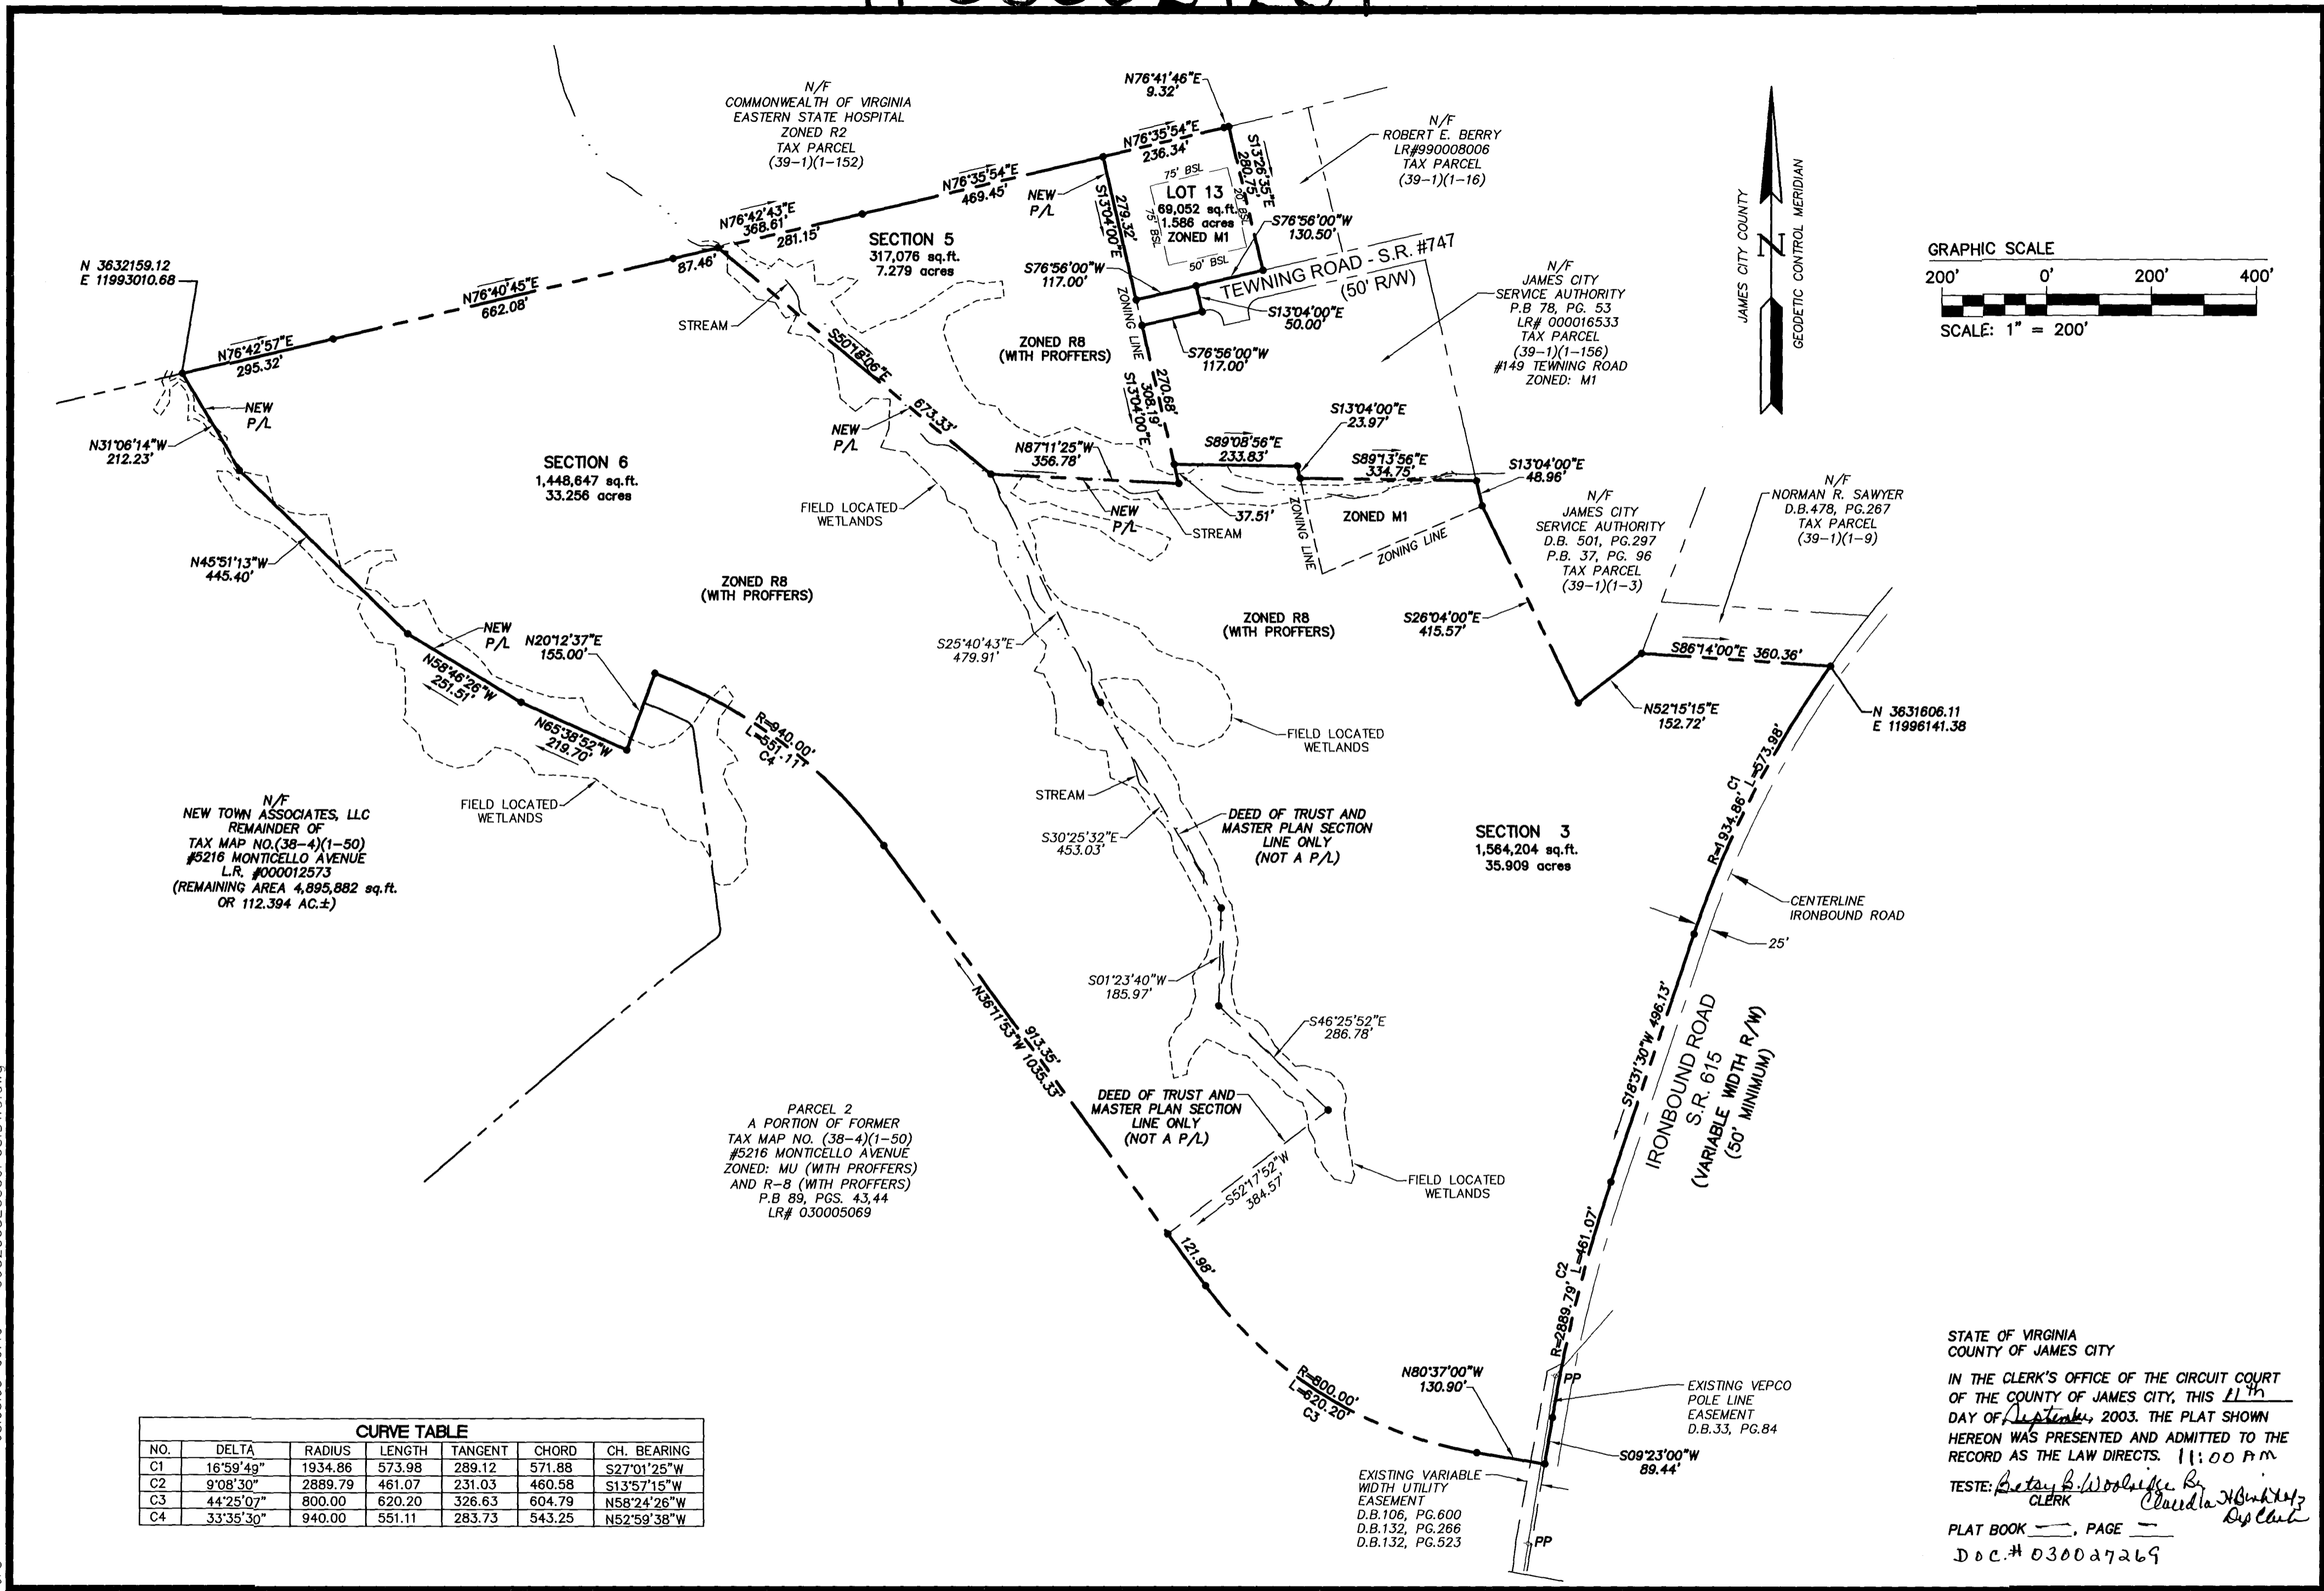 N/F
COMMONWEALTH OF VIRGINIA
EASTERN STATE HOSPITAL
ZONED R2
TAX PARCEL
(39-1)(1-152)
N76°41'46"E
9.32'
N/F
ROBERT E. BERRY
LR#990008006
TAX PARCEL
(39-1)(1-16)
N76°35'54"E
236.34'
S13°26'35"E
280.75'
N76°35'54"E
469.45'
NEW
P/L
S13°04'00"E
279.32'
75' BSL
75' BSL
20' BSL
50' BSL
LOT 13
69,052 sq.ft.
1.586 acres
ZONED M1
S76°56'00"W
130.50'
N76°42'43"E
368.61'
281.15'
87.46'
SECTION 5
317,076 sq.ft.
7.279 acres
S76°56'00"W
117.00'
TEWNING ROAD - S.R. #747
(50' R/W)
S13°04'00"E
50.00'
S76°56'00"W
117.00'
N/F
JAMES CITY
SERVICE AUTHORITY
P.B 78, PG. 53
LR# 000016533
TAX PARCEL
(39-1)(1-156)
#149 TEWNING ROAD
ZONED: M1
JAMES CITY COUNTY
N
GEODETIC CONTROL MERIDIAN
GRAPHIC SCALE
200' 0' 200' 400'
SCALE: 1" = 200'
N 3632159.12
E 11993010.68
N76°40'45"E
662.08'
N76°42'57"E
295.32'
STREAM
S50°18'06"E
673.33'
ZONED R8
(WITH PROFFERS)
ZONING LINE
270.68'
308.19'
S13°04'00"E
NEW
P/L
N31°06'14"W
212.23'
NEW
P/L
N87°11'25"W
356.78'
S89°08'56"E
233.83'
S13°04'00"E
23.97'
S89°13'56"E
334.75'
S13°04'00"E
48.96'
SECTION 6
1,448,647 sq.ft.
33.256 acres
FIELD LOCATED
WETLANDS
NEW
P/L
37.51'
STREAM
ZONING LINE
ZONED M1
ZONING LINE
N/F
JAMES CITY
SERVICE AUTHORITY
D.B. 501, PG.297
P.B. 37, PG. 96
TAX PARCEL
(39-1)(1-3)
N/F
NORMAN R. SAWYER
D.B.478, PG.267
TAX PARCEL
(39-1)(1-9)
N45°51'13"W
445.40'
ZONED R8
(WITH PROFFERS)
ZONED R8
(WITH PROFFERS)
S26°04'00"E
415.57'
NEW
P/L
N20°12'37"E
155.00'
S25°40'43"E
479.91'
S86°14'00"E 360.36'
N58°46'26"W
251.51'
N65°38'52"W
219.70'
N52°15'15"E
152.72'
N 3631606.11
E 11996141.38
R=940.00'
L=551.11'
C4
FIELD LOCATED
WETLANDS
C1
R=1934.86' L=573.98'
N/F
NEW TOWN ASSOCIATES, LLC
REMAINDER OF
TAX MAP NO.(38-4)(1-50)
#5216 MONTICELLO AVENUE
L.R. #000012573
(REMAINING AREA 4,895,882 sq.ft.
OR 112.394 AC.±)
FIELD LOCATED
WETLANDS
STREAM
S30°25'32"E
453.03'
DEED OF TRUST AND
MASTER PLAN SECTION
LINE ONLY
(NOT A P/L)
SECTION 3
1,564,204 sq.ft.
35.909 acres
CENTERLINE
IRONBOUND ROAD
25'
S01°23'40"W
185.97'
S46°25'52"E
286.78'
N36°11'53"W 1035.33'
913.35'
S18°31'30"W 496.13'
IRONBOUND ROAD
S.R. 615
(VARIABLE WIDTH R/W)
(50' MINIMUM)
PARCEL 2
A PORTION OF FORMER
TAX MAP NO. (38-4)(1-50)
#5216 MONTICELLO AVENUE
ZONED: MU (WITH PROFFERS)
AND R-8 (WITH PROFFERS)
P.B 89, PGS. 43,44
LR# 030005069
DEED OF TRUST AND
MASTER PLAN SECTION
LINE ONLY
(NOT A P/L)
S52°17'52"W
384.57'
FIELD LOCATED
WETLANDS
121.98'
C2
R=2889.79' L=461.07'
R=800.00'
L=620.20'
C3
N80°37'00"W
130.90'
PP
EXISTING VEPCO
POLE LINE
EASEMENT
D.B.33, PG.84
S09°23'00"W
89.44'
EXISTING VARIABLE
WIDTH UTILITY
EASEMENT
D.B.106, PG.600
D.B.132, PG.266
D.B.132, PG.523
PP
CURVE TABLE
NO. DELTA RADIUS LENGTH TANGENT CHORD CH. BEARING
C1 16°59'49" 1934.86 573.98 289.12 571.88 S27°01'25"W
C2 9°08'30" 2889.79 461.07 231.03 460.58 S13°57'15"W
C3 44°25'07" 800.00 620.20 326.63 604.79 N58°24'26"W
C4 33°35'30" 940.00 551.11 283.73 543.25 N52°59'38"W
STATE OF VIRGINIA
COUNTY OF JAMES CITY
IN THE CLERK'S OFFICE OF THE CIRCUIT COURT
OF THE COUNTY OF JAMES CITY, THIS 11th
DAY OF September, 2003. THE PLAT SHOWN
HEREON WAS PRESENTED AND ADMITTED TO THE
RECORD AS THE LAW DIRECTS. 11:00 AM
TESTE: Betsy B. Woolridge By
CLERK Claudia
Dep Clerk
PLAT BOOK —, PAGE —
DOC.# 030027269